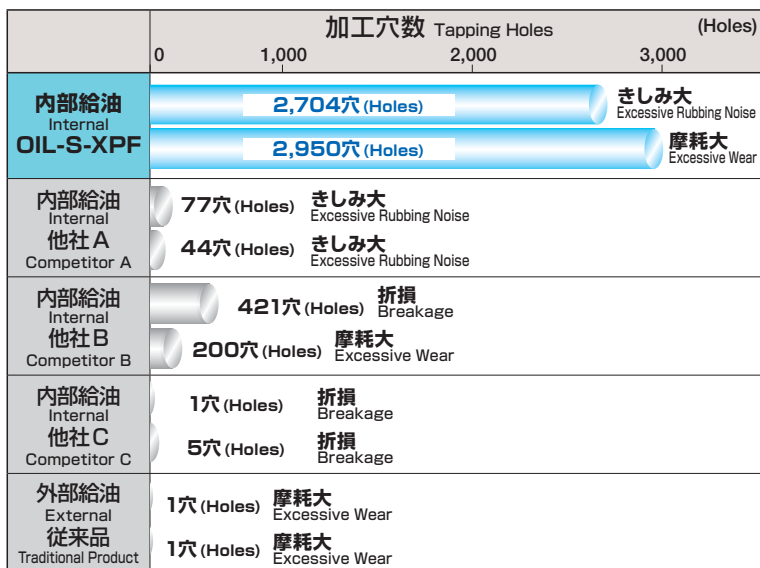 加工穴数 Tapping Holes (Holes)
0 1,000 2,000 3,000
内部給油
Internal
OIL-S-XPF
2,704穴(Holes)
きしみ大
Excessive Rubbing Noise
2,950穴(Holes)
摩耗大
Excessive Wear
内部給油
Internal
他社A
Competitor A
77穴(Holes)
きしみ大
Excessive Rubbing Noise
44穴(Holes)
きしみ大
Excessive Rubbing Noise
内部給油
Internal
他社B
Competitor B
421穴(Holes)
折損
Breakage
200穴(Holes)
摩耗大
Excessive Wear
内部給油
Internal
他社C
Competitor C
1穴(Holes)
折損
Breakage
5穴(Holes)
折損
Breakage
外部給油
External
従来品
Traditional Product
1穴(Holes)
摩耗大
Excessive Wear
1穴(Holes)
摩耗大
Excessive Wear